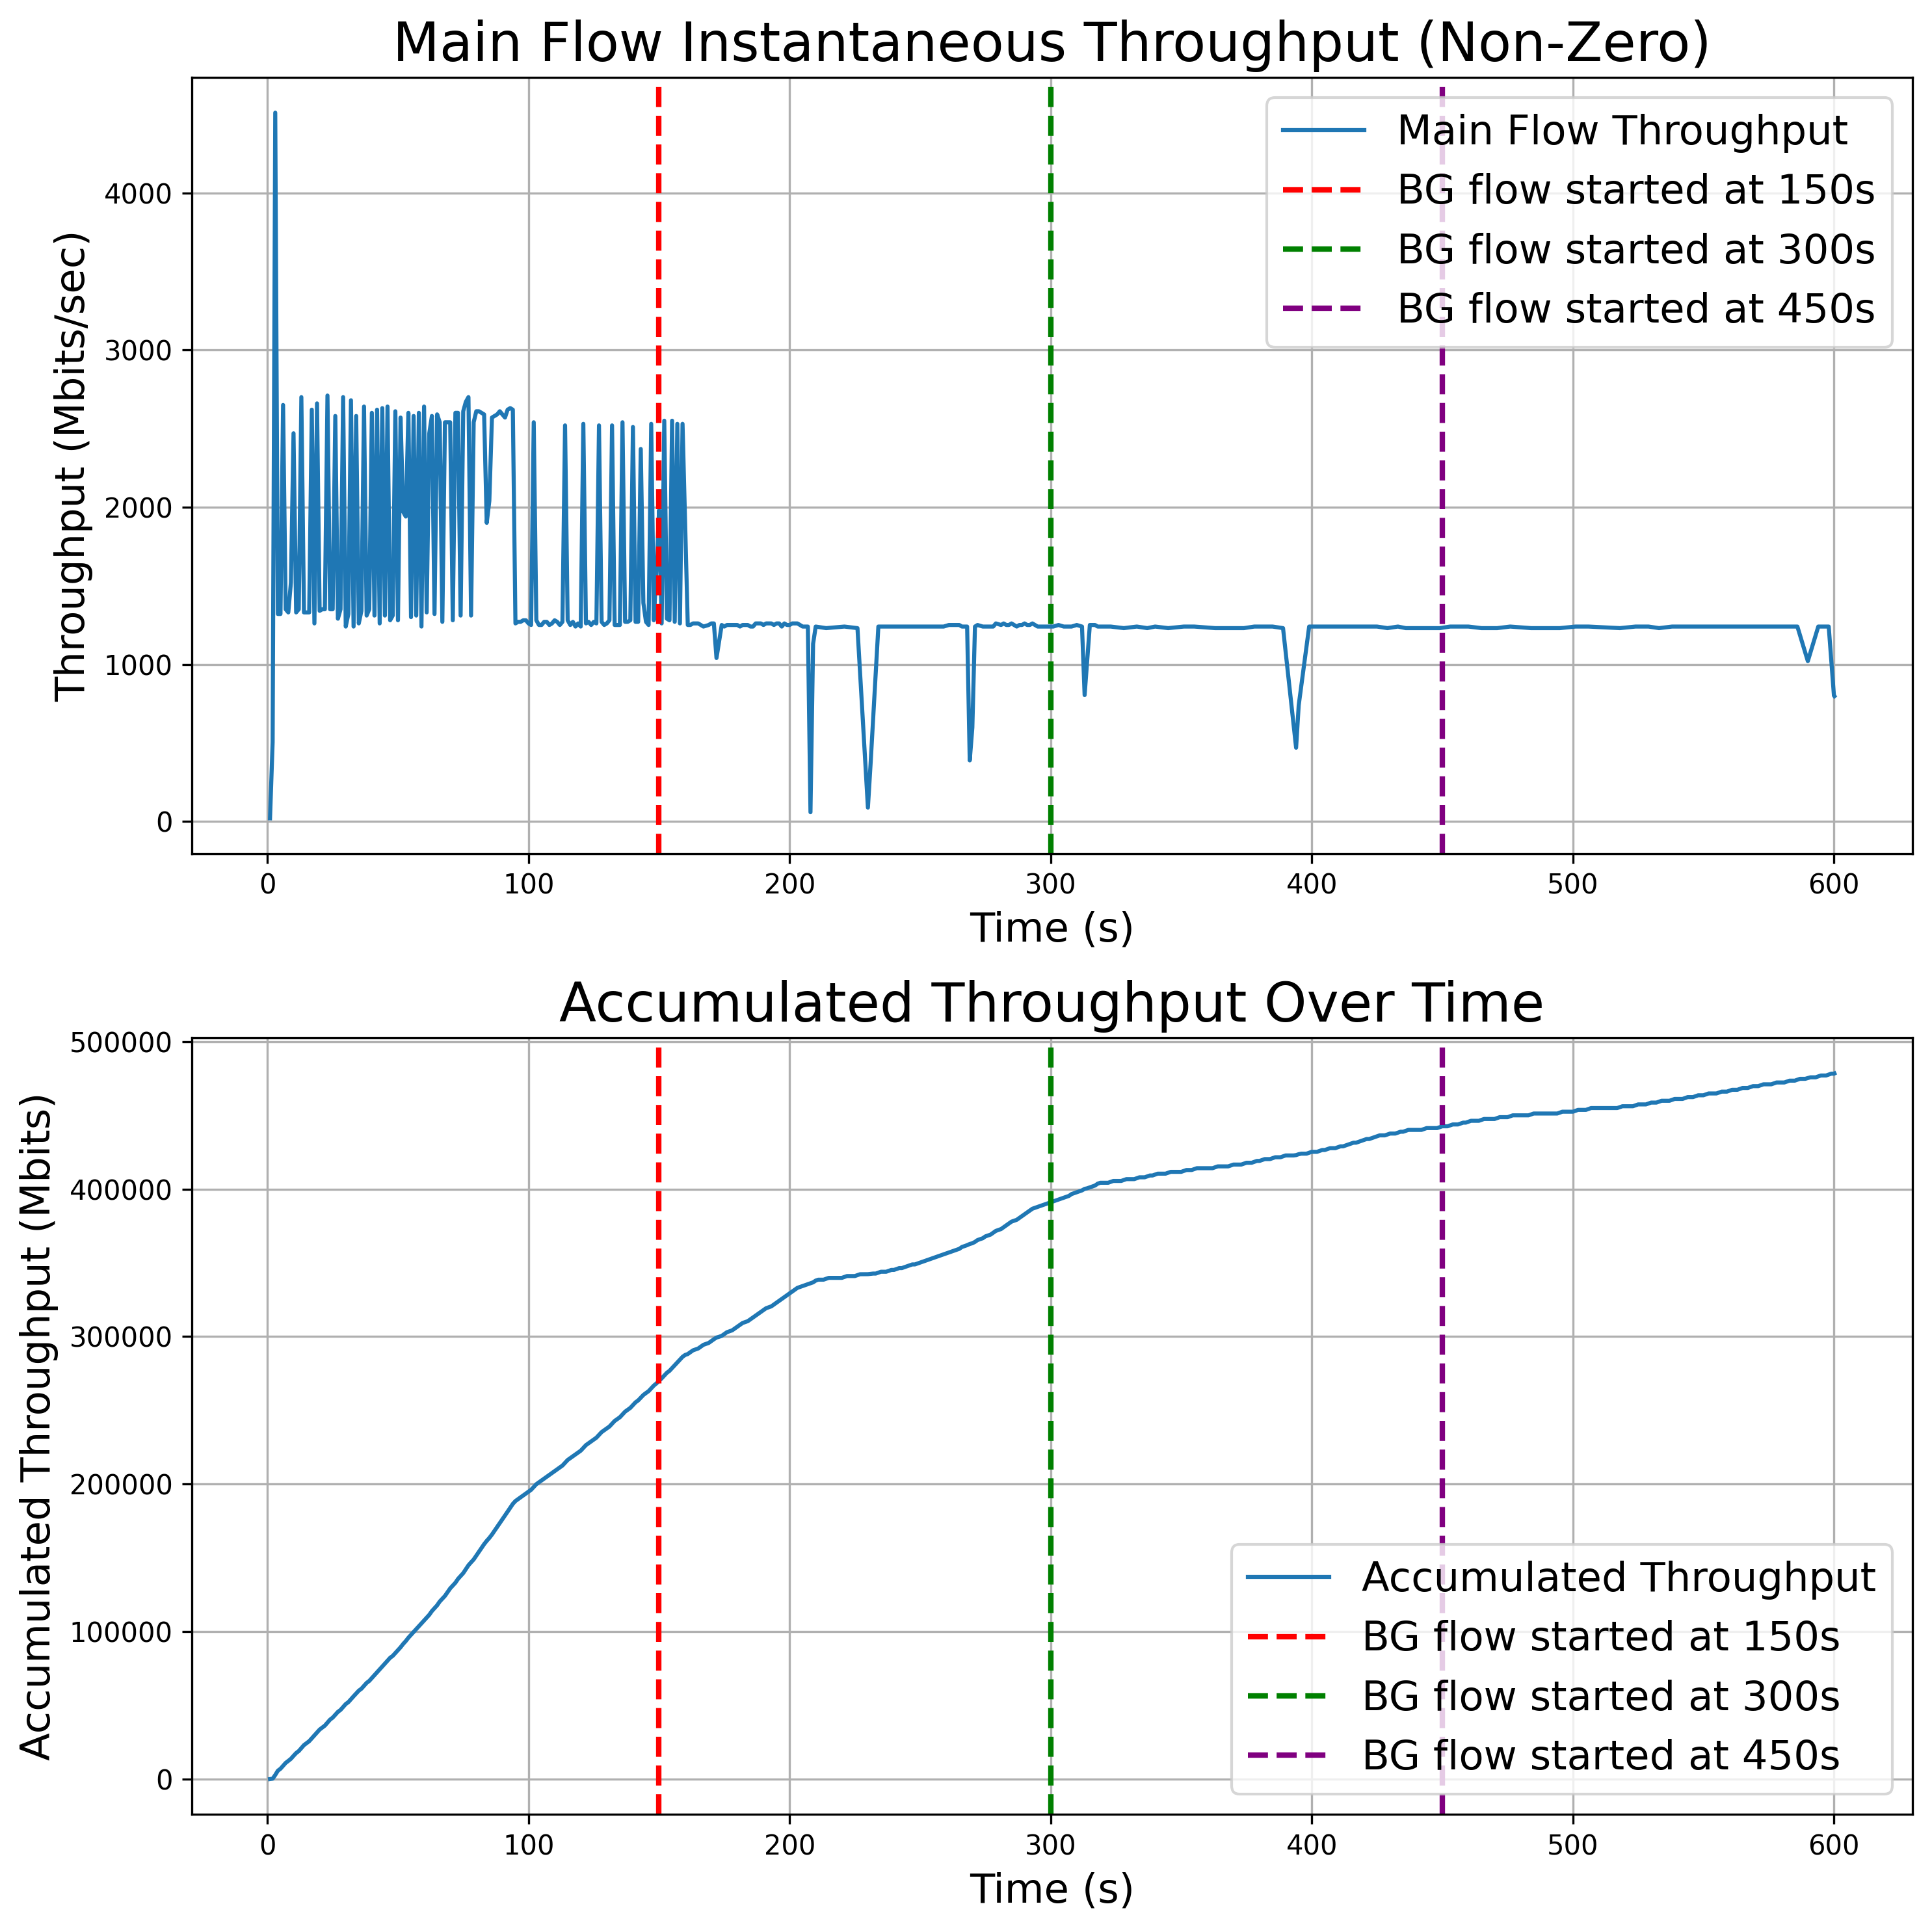 Main Flow Instantaneous Throughput (Non-Zero)
Throughput (Mbits/sec)
4000
3000
2000
1000
0
Main Flow Throughput
BG flow started at 150s
BG flow started at 300s
BG flow started at 450s
0 100 200 300 400 500 600
Time (s)
Accumulated Throughput Over Time
Accumulated Throughput (Mbits)
500000
400000
300000
200000
100000
0
Accumulated Throughput
BG flow started at 150s
BG flow started at 300s
BG flow started at 450s
0 100 200 300 400 500 600
Time (s)